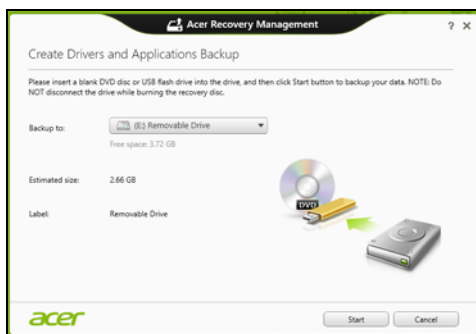 Acer Recovery Management
? ×
Create Drivers and Applications Backup
Please insert a blank DVD disc or USB flash drive into the drive, and then click Start button to backup your data. NOTE: Do
NOT disconnect the drive while burning the recovery disc.
Backup to: (E:) Removable Drive
Free space: 3.72 GB
Estimated size: 2.66 GB
Label: Removable Drive
DVD
acer Start Cancel